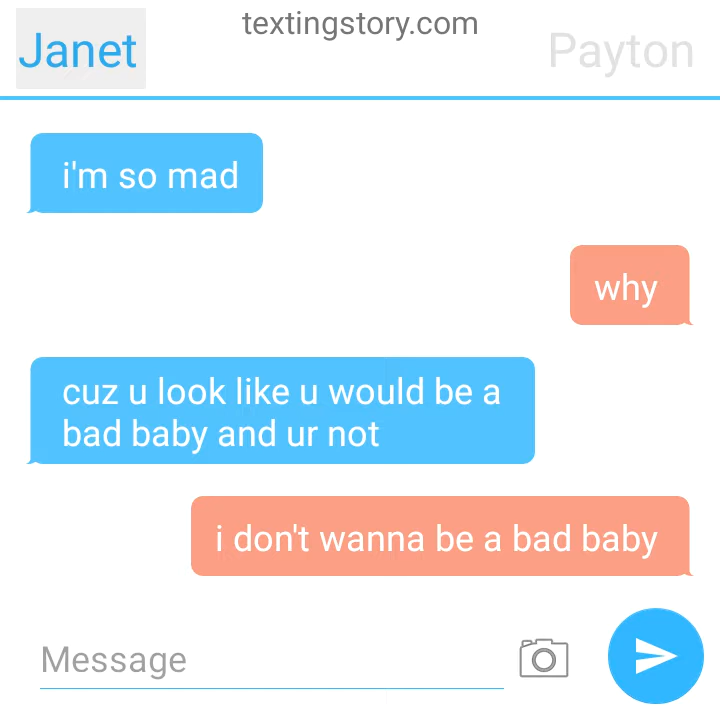 textingstory.com
Janet
Payton
i'm so mad
why
cuz u look like u would be a
bad baby and ur not
i don't wanna be a bad baby
Message